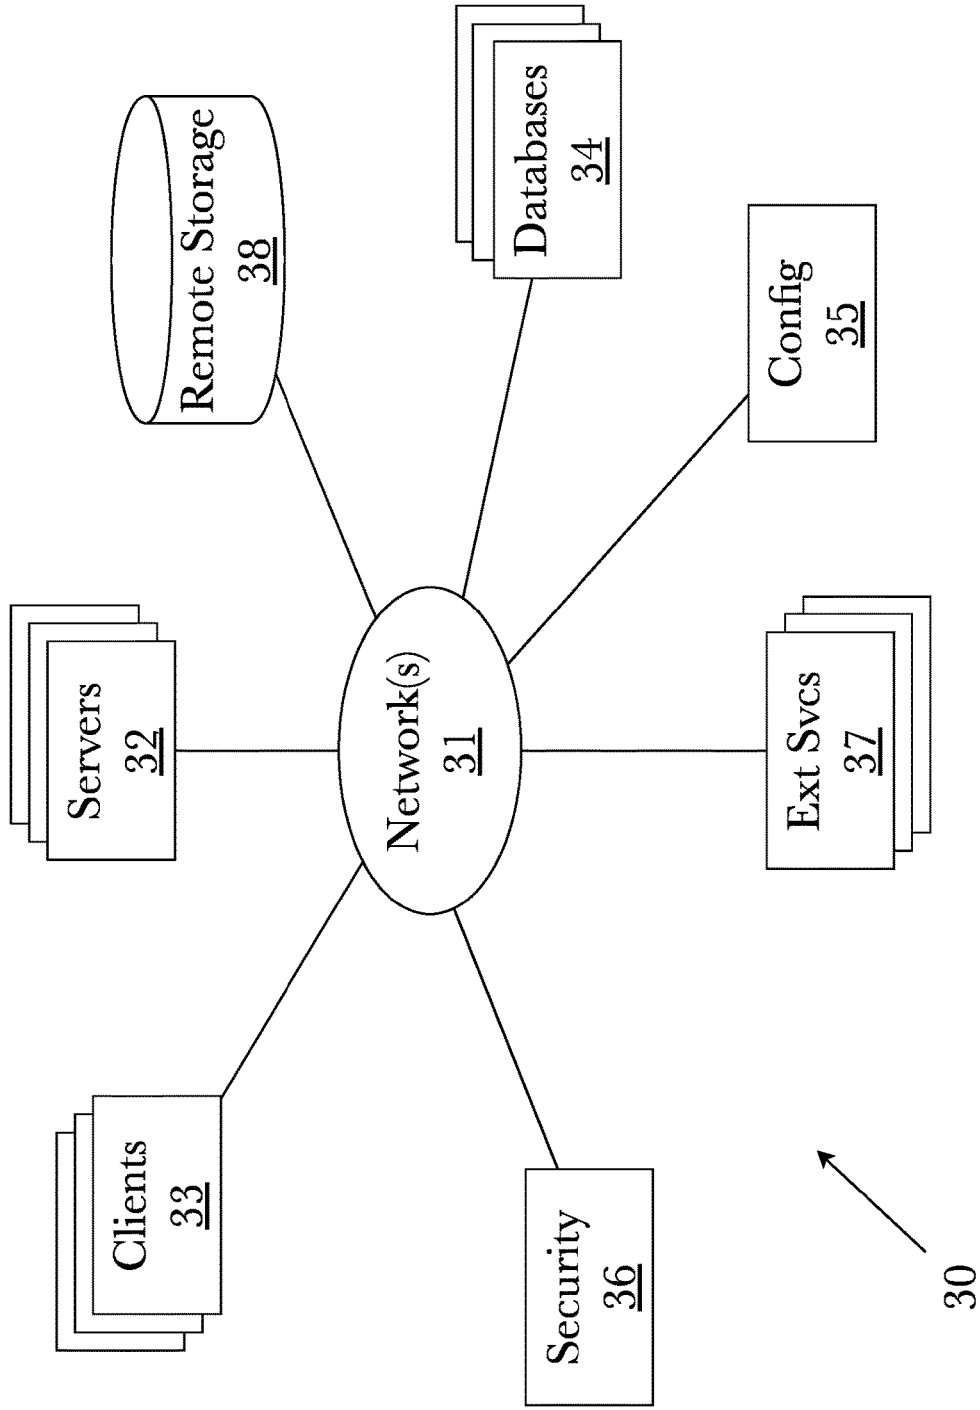 Clients
33
Servers
32
Remote Storage
38
Network(s)
31
Databases
34
Security
36
Ext Svcs
37
Config
35
30